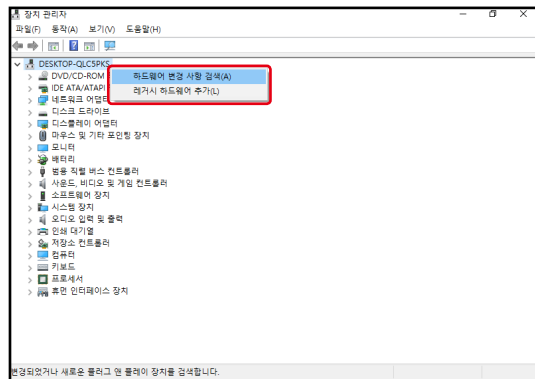 장치 관리자
파일(F) 동작(A) 보기(V) 도움말(H)
DESKTOP-QLC5PKS
DVD/CD-ROM
하드웨어 변경 사항 검색(A)
IDE ATA/ATAPI
레거시 하드웨어 추가(L)
네트워크 어댑터
디스크 드라이브
디스플레이 어댑터
마우스 및 기타 포인팅 장치
모니터
배터리
범용 직렬 버스 컨트롤러
사운드, 비디오 및 게임 컨트롤러
소프트웨어 장치
시스템 장치
오디오 입력 및 출력
인쇄 대기열
저장소 컨트롤러
컴퓨터
키보드
프로세서
휴먼 인터페이스 장치
변경되었거나 새로운 플러그 앤 플레이 장치를 검색합니다.